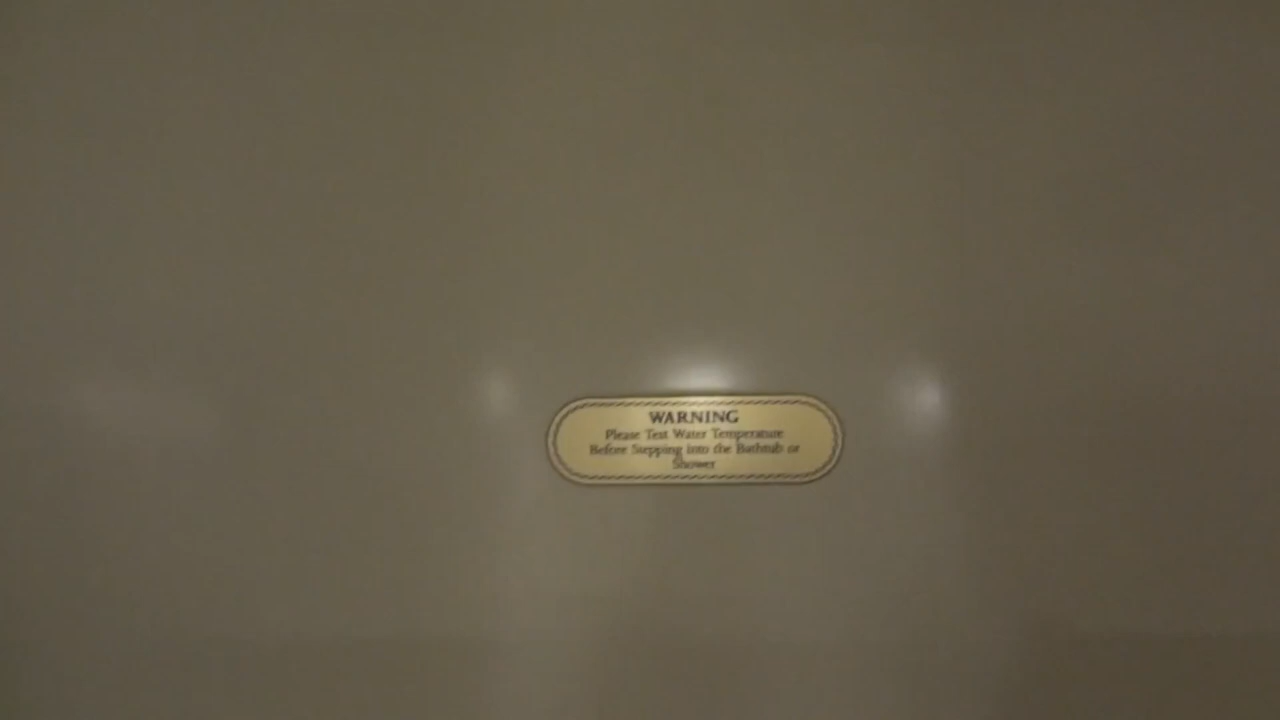 WARNING
Please Test Water Temperature
Before Stepping into the Bathtub or
Shower